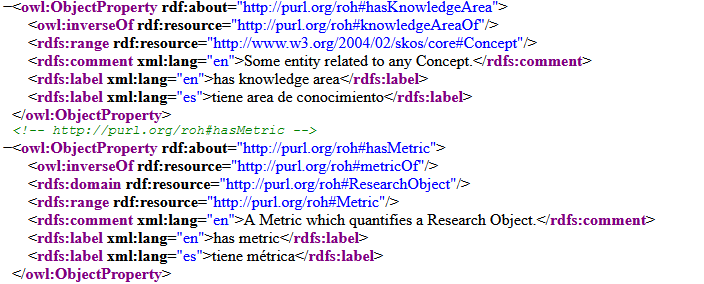 −<owl:ObjectProperty rdf:about="http://purl.org/roh#hasKnowledgeArea">
<owl:inverseOf rdf:resource="http://purl.org/roh#knowledgeAreaOf"/>
<rdfs:range rdf:resource="http://www.w3.org/2004/02/skos/core#Concept"/>
<rdfs:comment xml:lang="en">Some entity related to any Concept.</rdfs:comment>
<rdfs:label xml:lang="en">has knowledge area</rdfs:label>
<rdfs:label xml:lang="es">tiene area de conocimiento</rdfs:label>
</owl:ObjectProperty>
<!-- http://purl.org/roh#hasMetric -->
−<owl:ObjectProperty rdf:about="http://purl.org/roh#hasMetric">
<owl:inverseOf rdf:resource="http://purl.org/roh#metricOf"/>
<rdfs:domain rdf:resource="http://purl.org/roh#ResearchObject"/>
<rdfs:range rdf:resource="http://purl.org/roh#Metric"/>
<rdfs:comment xml:lang="en">A Metric which quantifies a Research Object.</rdfs:comment>
<rdfs:label xml:lang="en">has metric</rdfs:label>
<rdfs:label xml:lang="es">tiene métrica</rdfs:label>
</owl:ObjectProperty>